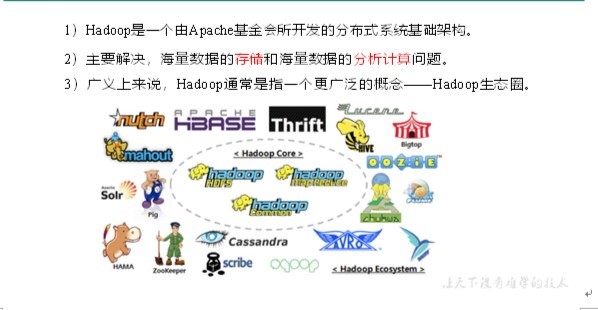 1）Hadoop是一个由Apache基金会所开发的分布式系统基础架构。
2）主要解决，海量数据的存储和海量数据的分析计算问题。
3）广义上来说，Hadoop通常是指一个更广泛的概念——Hadoop生态圈。
nutch
APACHE
HBASE
Thrift
Lucene
HIVE
Bigtop
mahout
< Hadoop Core >
hadoop
HDFS
hadoop
MapReduce
hadoop
common
OOZIE
Apache
Solr
Pig
chukwa
HAMA
ZooKeeper
Cassandra
scribe
sqoop
AVRO
< Hadoop Ecosystem >
让天下没有难学的技术